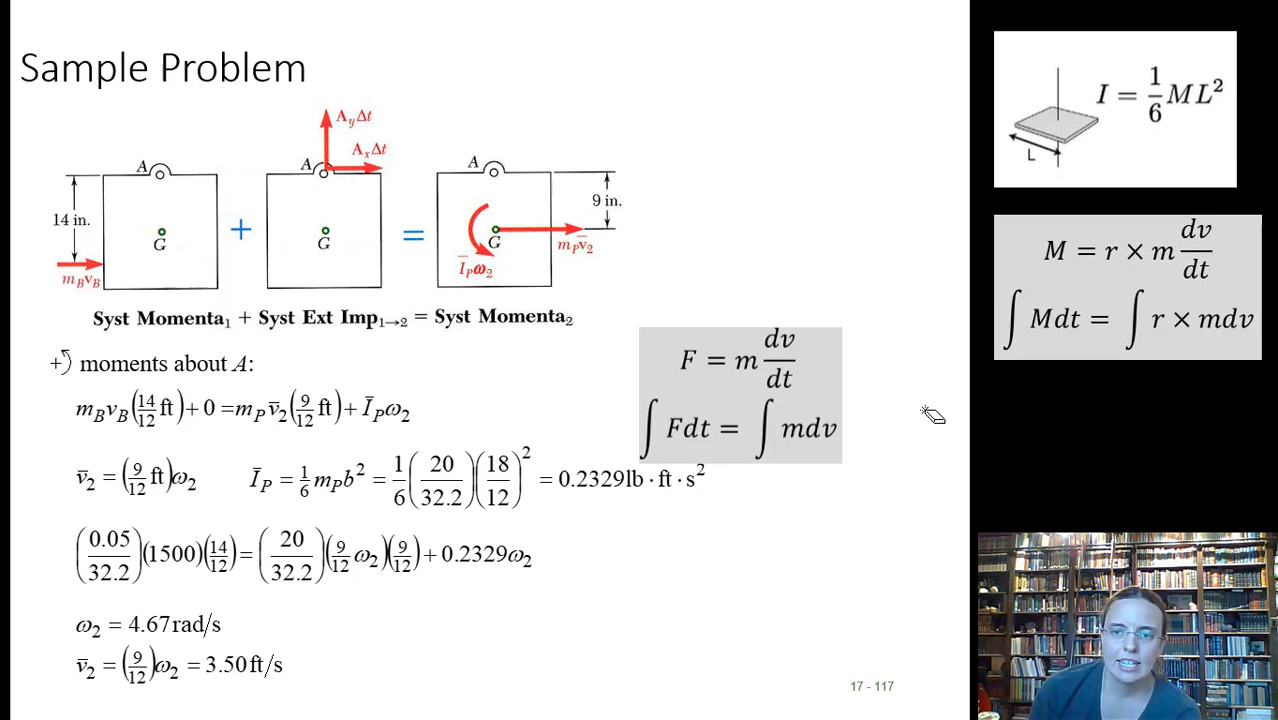 Sample Problem
A_y Δt
A_x Δt
A
A
A
14 in.
9 in.
G
G
G
+
=
m_B v_B
m_P v̄_2
Ī_P ω_2
Syst Momenta_1 + Syst Ext Imp_1→2 = Syst Momenta_2
+ moments about A:
m_B v_B (14/12 ft) + 0 = m_P v̄_2 (9/12 ft) + Ī_P ω_2
v̄_2 = (9/12 ft) ω_2 Ī_P = 1/6 m_P b^2 = 1/6 (20/32.2) (18/12)^2 = 0.2329 lb · ft · s^2
(0.05/32.2) (1500) (14/12) = (20/32.2) (9/12 ω_2) (9/12) + 0.2329 ω_2
ω_2 = 4.67 rad/s
v̄_2 = (9/12) ω_2 = 3.50 ft/s
F = m dv/dt
∫ Fdt = ∫ mdv
17 - 117
I = 1/6 ML^2
L
M = r × m dv/dt
∫ Mdt = ∫ r × mdv